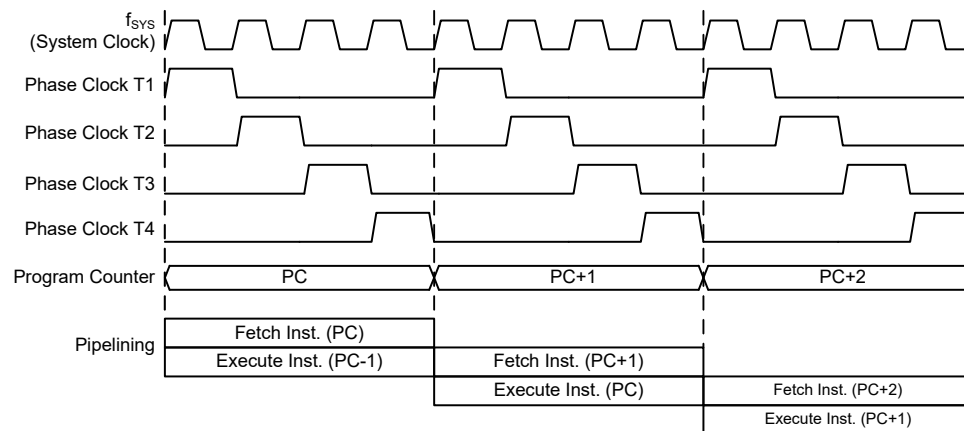 fSYS
(System Clock)
Phase Clock T1
Phase Clock T2
Phase Clock T3
Phase Clock T4
Program Counter PC PC+1 PC+2
Pipelining
Fetch Inst. (PC)
Execute Inst. (PC-1) Fetch Inst. (PC+1)
Execute Inst. (PC) Fetch Inst. (PC+2)
Execute Inst. (PC+1)